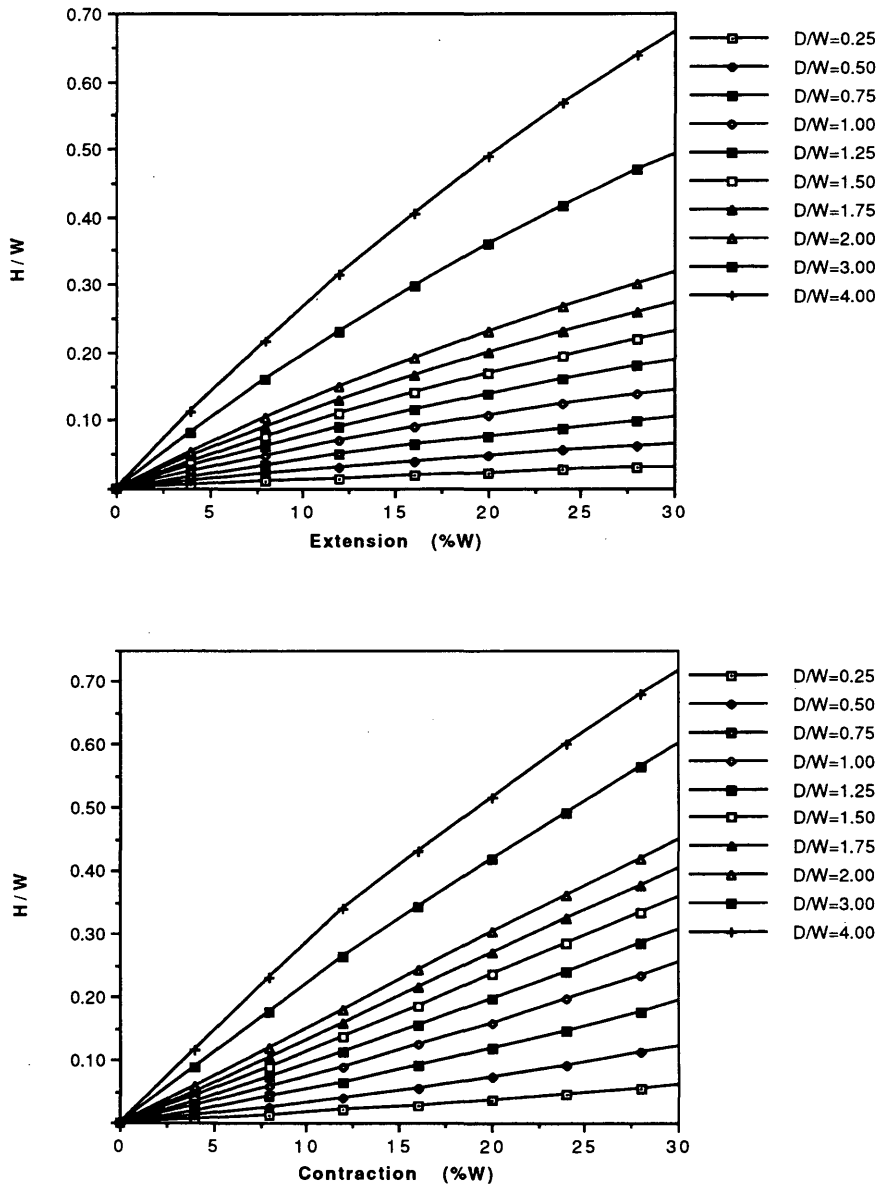 0.70
0.60
0.50
0.40
0.30
0.20
0.10
H/W
0
5
10
15
20
25
30
Extension (%W)
D/W=0.25
D/W=0.50
D/W=0.75
D/W=1.00
D/W=1.25
D/W=1.50
D/W=1.75
D/W=2.00
D/W=3.00
D/W=4.00
0.70
0.60
0.50
0.40
0.30
0.20
0.10
H/W
0
5
10
15
20
25
30
Contraction (%W)
D/W=0.25
D/W=0.50
D/W=0.75
D/W=1.00
D/W=1.25
D/W=1.50
D/W=1.75
D/W=2.00
D/W=3.00
D/W=4.00